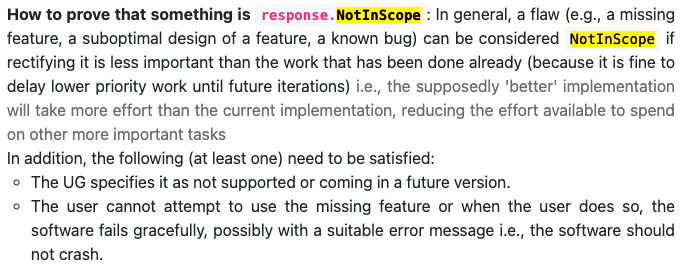 How to prove that something is response.NotInScope : In general, a flaw (e.g., a missing
feature, a suboptimal design of a feature, a known bug) can be considered NotInScope if
rectifying it is less important than the work that has been done already (because it is fine to
delay lower priority work until future iterations) i.e., the supposedly 'better' implementation
will take more effort than the current implementation, reducing the effort available to spend
on other more important tasks
In addition, the following (at least one) need to be satisfied:
◦ The UG specifies it as not supported or coming in a future version.
◦ The user cannot attempt to use the missing feature or when the user does so, the
software fails gracefully, possibly with a suitable error message i.e., the software should
not crash.